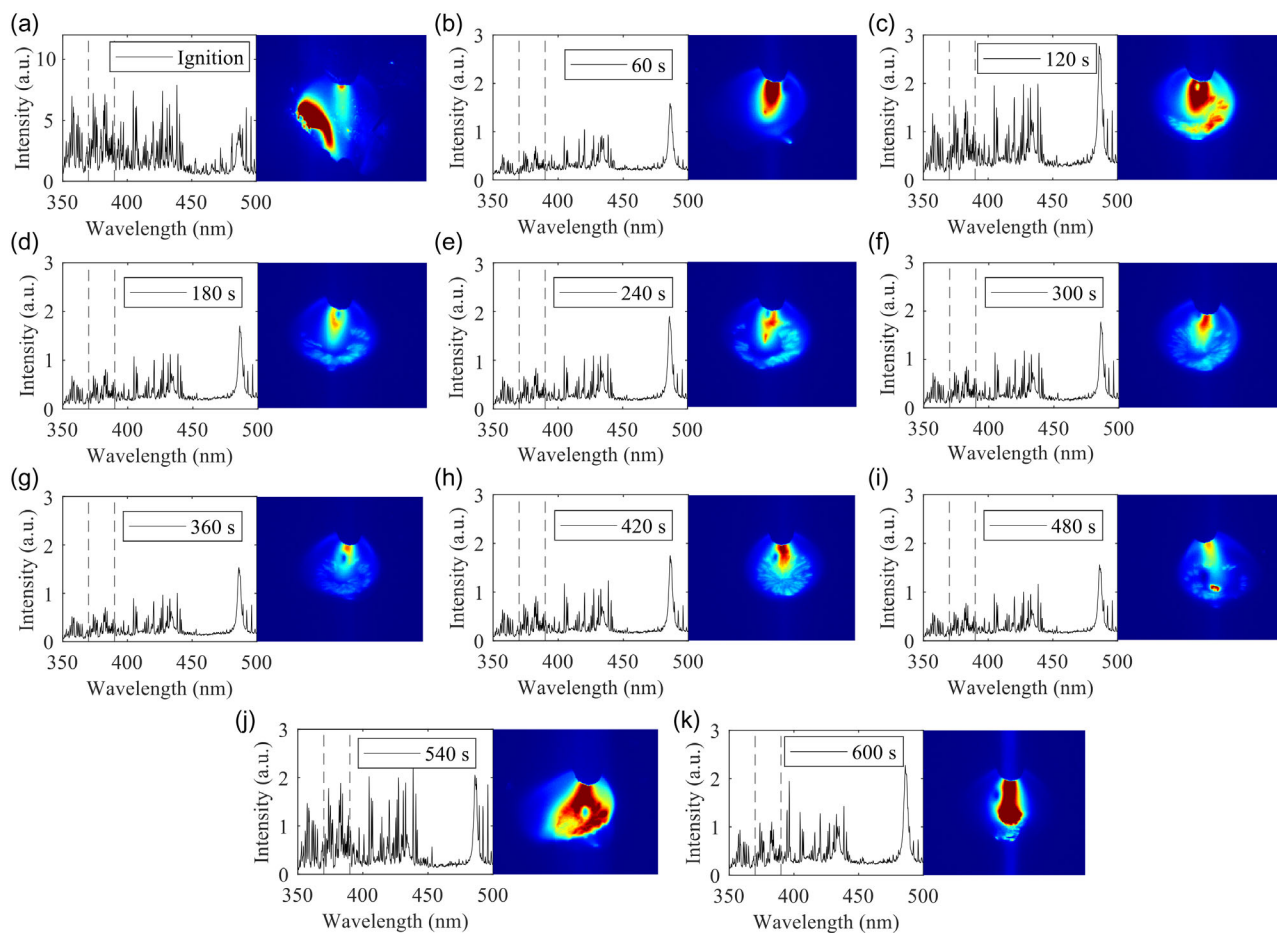 (a)
Intensity (a.u.)
12
10
5
0
Ignition
350 400 450 500
Wavelength (nm)
(b)
Intensity (a.u.)
3
2
1
0
60 s
350 400 450 500
Wavelength (nm)
(c)
Intensity (a.u.)
3
2
1
0
120 s
350 400 450 500
Wavelength (nm)
(d)
Intensity (a.u.)
3
2
1
0
180 s
350 400 450 500
Wavelength (nm)
(e)
Intensity (a.u.)
3
2
1
0
240 s
350 400 450 500
Wavelength (nm)
(f)
Intensity (a.u.)
3
2
1
0
300 s
350 400 450 500
Wavelength (nm)
(g)
Intensity (a.u.)
3
2
1
0
360 s
350 400 450 500
Wavelength (nm)
(h)
Intensity (a.u.)
3
2
1
0
420 s
350 400 450 500
Wavelength (nm)
(i)
Intensity (a.u.)
3
2
1
0
480 s
350 400 450 500
Wavelength (nm)
(j)
Intensity (a.u.)
3
2
1
0
540 s
350 400 450 500
Wavelength (nm)
(k)
Intensity (a.u.)
3
2
1
0
600 s
350 400 450 500
Wavelength (nm)